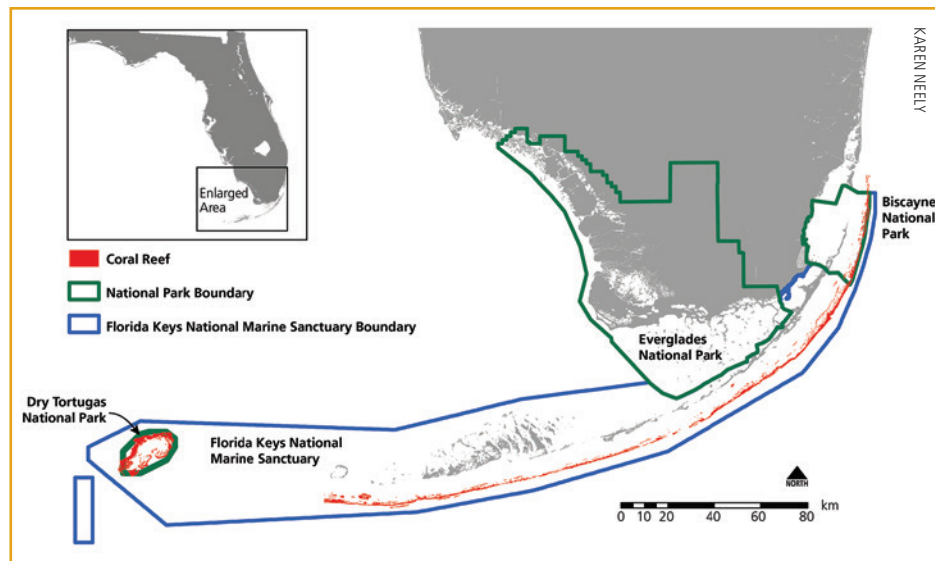 KAREN NEELY
Enlarged
Area
Coral Reef
National Park Boundary
Florida Keys National Marine Sanctuary Boundary
Biscayne
National
Park
Everglades
National Park
Dry Tortugas
National Park
Florida Keys National
Marine Sanctuary
NORTH
km
0 5 10 20 40 60 80